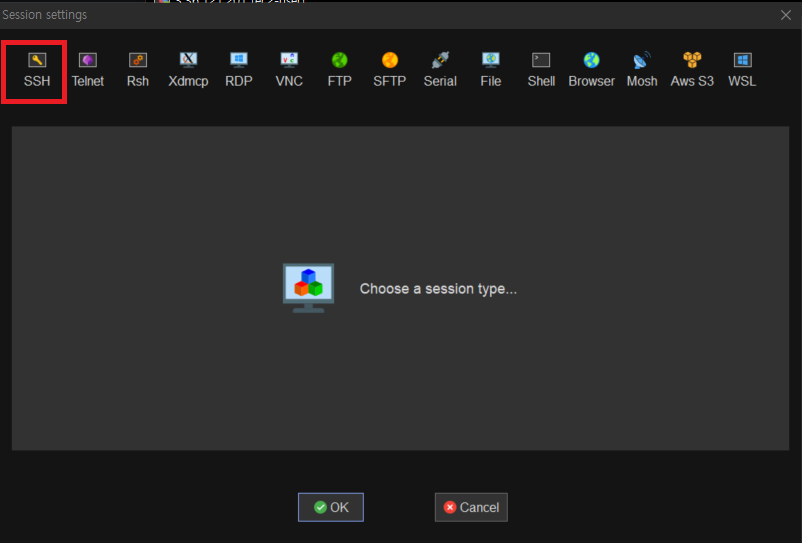 Session settings
SSH Telnet Rsh Xdmcp RDP VNC FTP SFTP Serial File Shell Browser Mosh Aws S3 WSL
Choose a session type...
OK Cancel